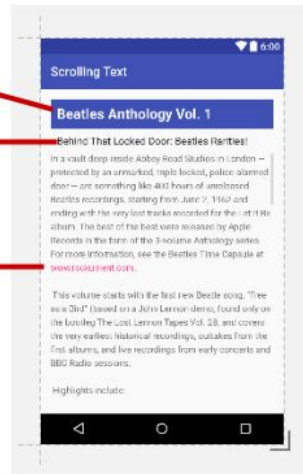 6:00
Scrolling Text
Beatles Anthology Vol. 1
Behind That Locked Door: Beatles Rarities!
In a vault deep inside Abbey Road Studios in London —
protected by an unmarked, triple-locked, police-alarmed
door — are something like 400 hours of unreleased
Beatles recordings, starting from June 2, 1962 and
ending with the very last tracks recorded for the Let It Be
album. The best of the best were released by Apple
Records in the form of the 3-volume Anthology series.
For more information, see the Beatles Time Capsule at
www.rockument.com.
This volume starts with the first new Beatle song, "Free
as a Bird" (based on a John Lennon demo, found only on
the bootleg The Lost Lennon Tapes Vol. 28, and covers
the very earliest historical recordings, outtakes from the
first albums, and live recordings from early concerts and
BBC Radio sessions.
Highlights include: